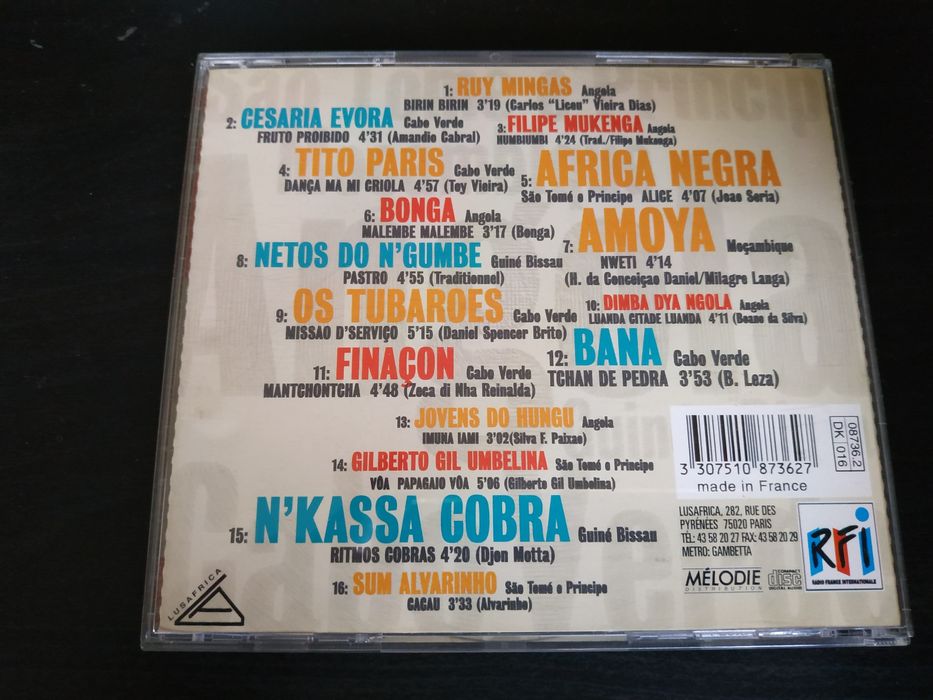 1: RUY MINGAS Angola
BIRIN BIRIN 3'19 (Carlos "Liceu" Vieira Dias)
2: CESARIA EVORA Cabo Verde
FRUTO PROIBIDO 4'31 (Amandio Cabral)
3: FILIPE MUKENGA Angola
HUMBIUMBI 4'24 (Trad./Filipe Mukenga)
4: TITO PARIS Cabo Verde
DANÇA MA MI CRIOLA 4'57 (Toy Vieira)
5: AFRICA NEGRA
São Tomé e Principe ALICE 4'07 (Joao Seria)
6: BONGA Angola
MALEMBE MALEMBE 3'17 (Bonga)
7: AMOYA Moçambique
NWETI 4'14
(H. da Conceiçao Daniel/Milagre Langa)
8: NETOS DO N'GUMBE Guiné Bissau
PASTRO 4'55 (Traditionnel)
9: OS TUBAROES Cabo Verde
MISSAO D'SERVIÇO 5'15 (Daniel Spencer Brito)
10: DIMBA DYA NGOLA Angola
LUANDA CITADE LUANDA 4'11 (Boano da Silva)
11: FINAÇON Cabo Verde
MANTCHONTCHA 4'48 (Zeca di Nha Reinalda)
12: BANA Cabo Verde
TCHAN DE PEDRA 3'53 (B. Leza)
13: JOVENS DO HUNGU Angola
IMUNA IAMI 3'02(Silva F. Paixao)
14: GILBERTO GIL UMBELINA São Tomé e Principe
VÔA PAPAGAIO VÔA 5'06 (Gilberto Gil Umbelina)
15: N'KASSA COBRA Guiné Bissau
RITMOS COBRAS 4'20 (Djon Motta)
16: SUM ALVARINHO São Tomé e Principe
CACAU 3'33 (Alvarinho)
3 307510 873627
made in France
08736.2
DK 016
LUSAFRICA, 282, RUE DES
PYRÉNÉES 75020 PARIS
TÉL: 43 58 20 27 FAX: 43 58 20 29
METRO: GAMBETTA
MÉLODIE
DISTRIBUTION
COMPACT
disc
DIGITAL AUDIO
RFI
RADIO FRANCE INTERNATIONALE
LUSAFRICA